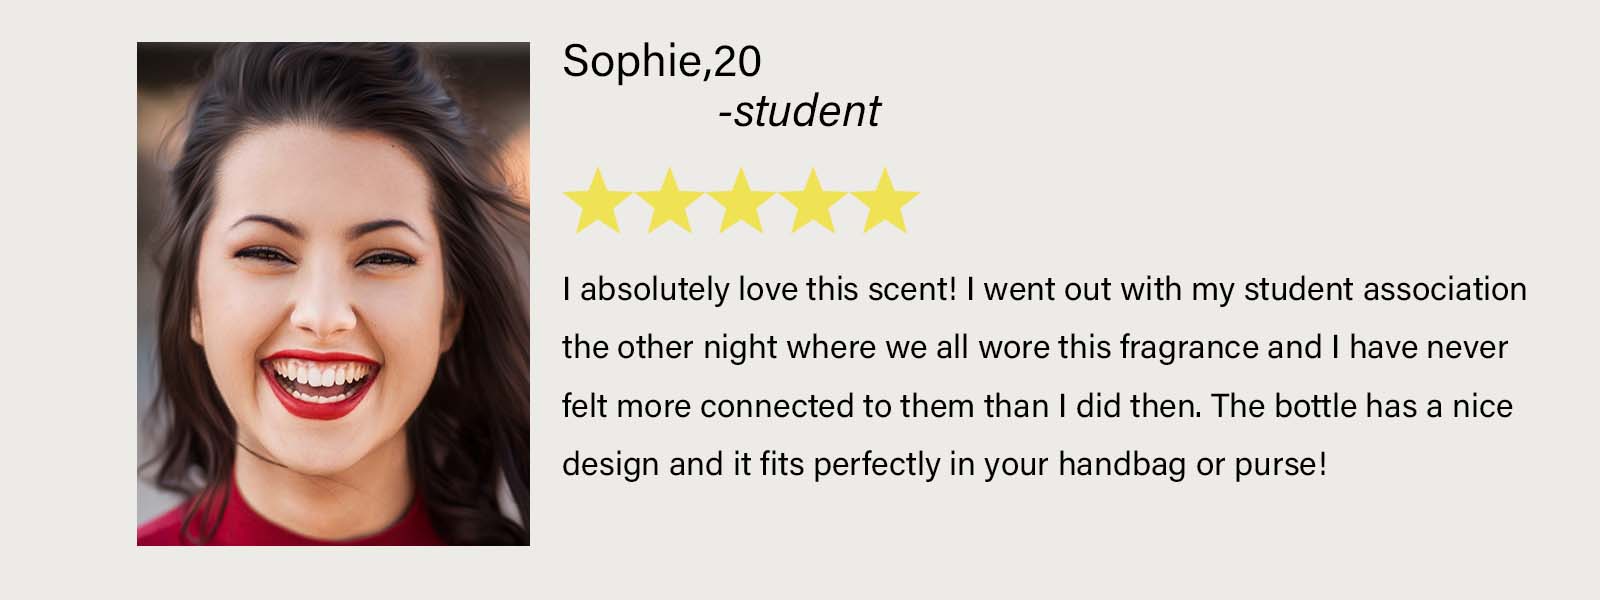 Sophie,20
-student
I absolutely love this scent! I went out with my student association
the other night where we all wore this fragrance and I have never
felt more connected to them than I did then. The bottle has a nice
design and it fits perfectly in your handbag or purse!